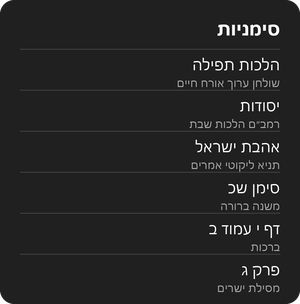 סימניות
הלכות תפילה
שולחן ערוך אורח חיים
יסודות
רמב״ם הלכות שבת
אהבת ישראל
תניא ליקוטי אמרים
סימן שכ
משנה ברורה
דף י עמוד ב
ברכות
פרק ג
מסילת ישרים